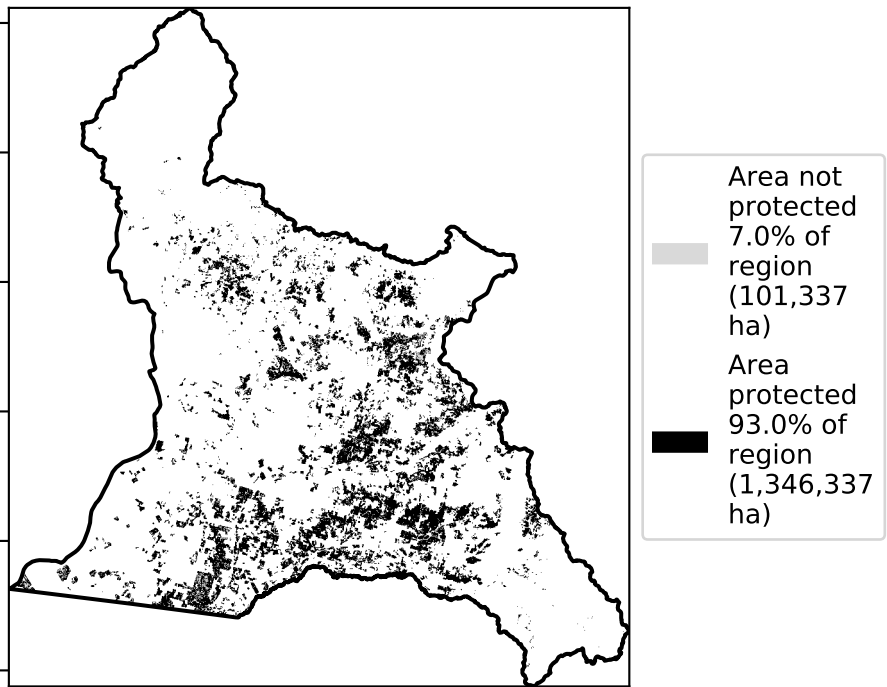 Area not
protected
7.0% of
region
(101,337
ha)
Area
protected
93.0% of
region
(1,346,337
ha)